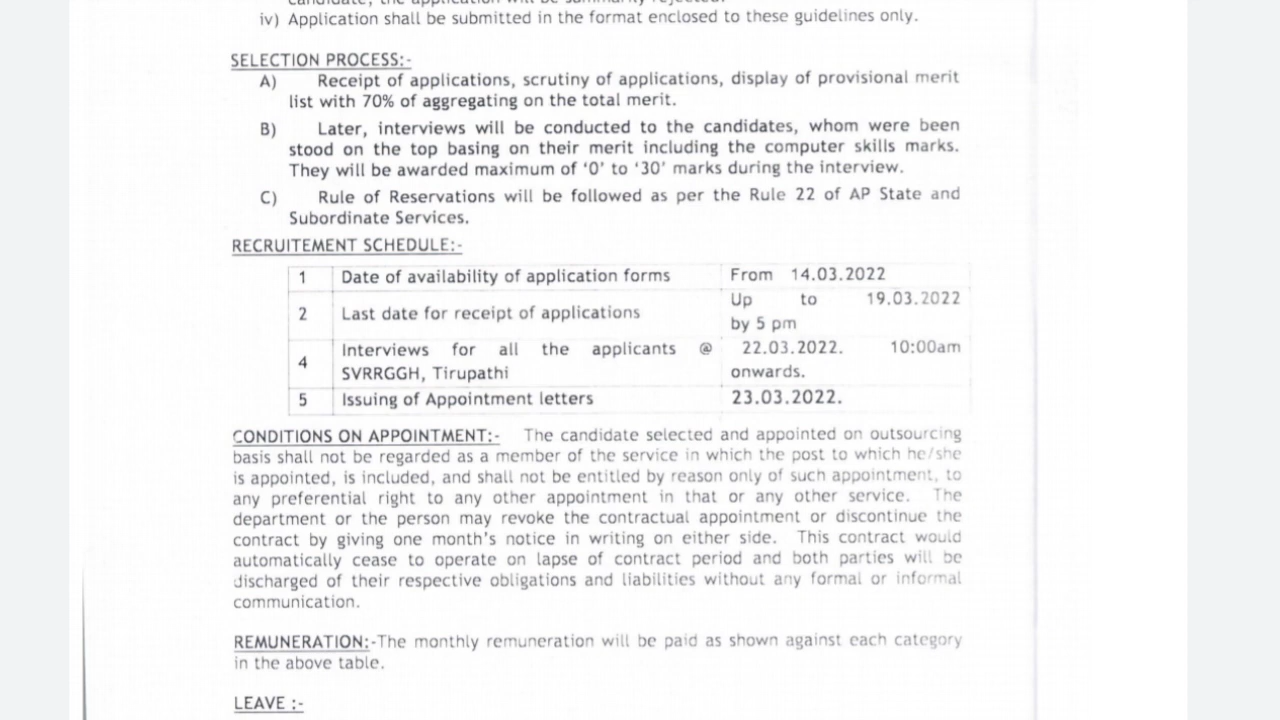 iv) Application shall be submitted in the format enclosed to these guidelines only.
SELECTION PROCESS:-
A) Receipt of applications, scrutiny of applications, display of provisional merit
list with 70% of aggregating on the total merit.
B) Later, interviews will be conducted to the candidates, whom were been
stood on the top basing on their merit including the computer skills marks.
They will be awarded maximum of ‘0’ to ‘30’ marks during the interview.
C) Rule of Reservations will be followed as per the Rule 22 of AP State and
Subordinate Services.
RECRUITEMENT SCHEDULE:-
1 Date of availability of application forms From 14.03.2022
2 Last date for receipt of applications Up to 19.03.2022
by 5 pm
4 Interviews for all the applicants @ 22.03.2022. 10:00am
SVRRGGH, Tirupathi onwards.
5 Issuing of Appointment letters 23.03.2022.
CONDITIONS ON APPOINTMENT:- The candidate selected and appointed on outsourcing
basis shall not be regarded as a member of the service in which the post to which he/she
is appointed, is included, and shall not be entitled by reason only of such appointment, to
any preferential right to any other appointment in that or any other service. The
department or the person may revoke the contractual appointment or discontinue the
contract by giving one month's notice in writing on either side. This contract would
automatically cease to operate on lapse of contract period and both parties will be
discharged of their respective obligations and liabilities without any formal or informal
communication.
REMUNERATION:-The monthly remuneration will be paid as shown against each category
in the above table.
LEAVE :-